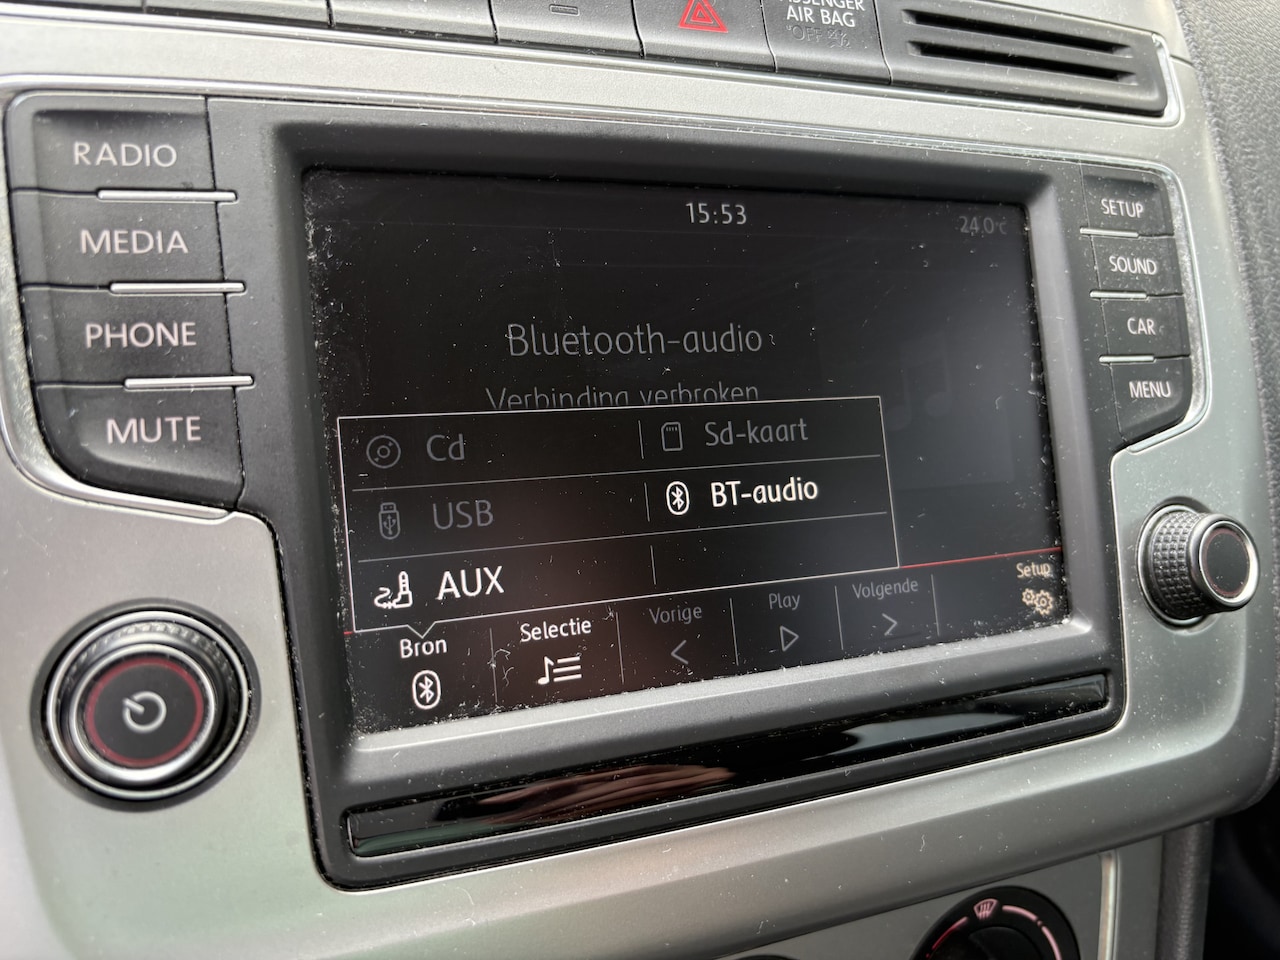 PASSENGER
AIR BAG
OFF
RADIO
MEDIA
PHONE
MUTE
15:53
24.0°C
Bluetooth-audio
Verbinding verbroken
Cd
Sd-kaart
USB
BT-audio
AUX
Bron
Selectie
Vorige
Play
Volgende
Setup
SETUP
SOUND
CAR
MENU